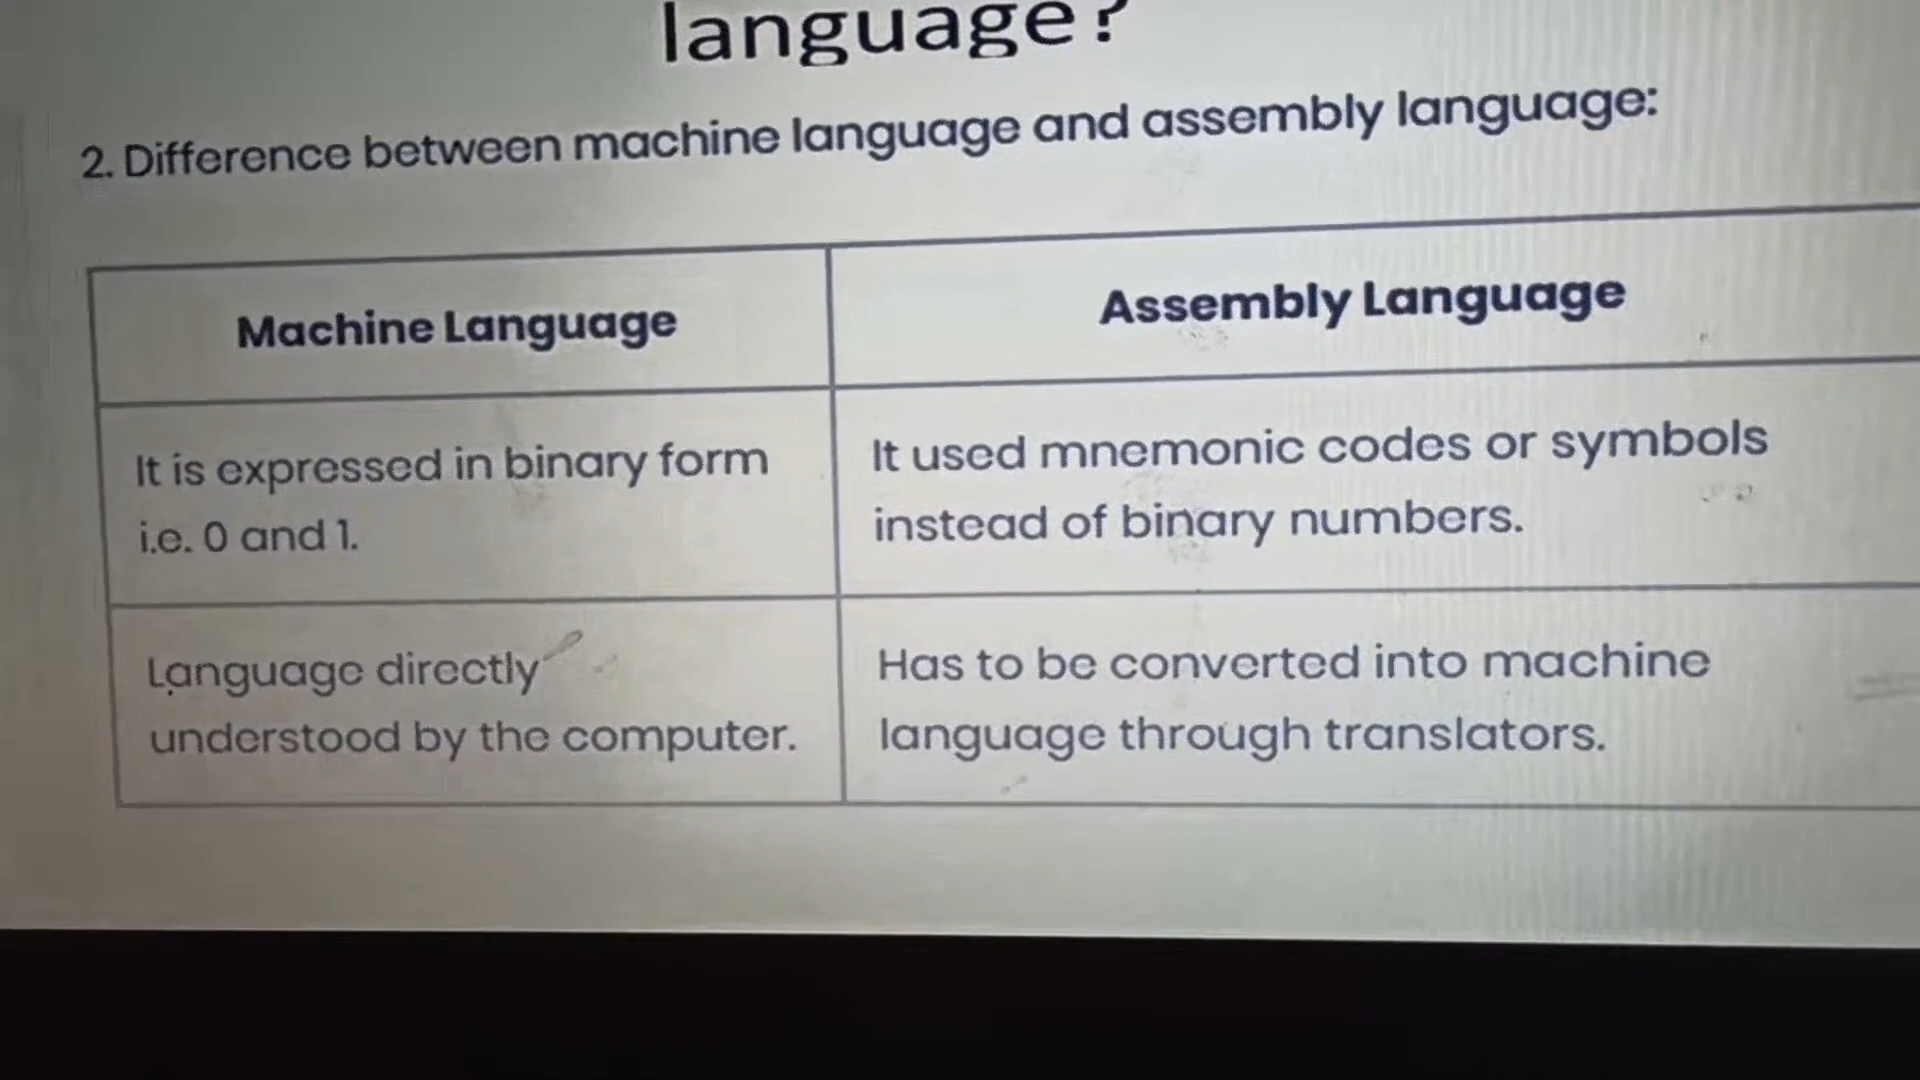 language?
2. Difference between machine language and assembly language:
Machine Language
Assembly Language
It is expressed in binary form
i.e. 0 and 1.
It used mnemonic codes or symbols
instead of binary numbers.
Language directly
understood by the computer.
Has to be converted into machine
language through translators.